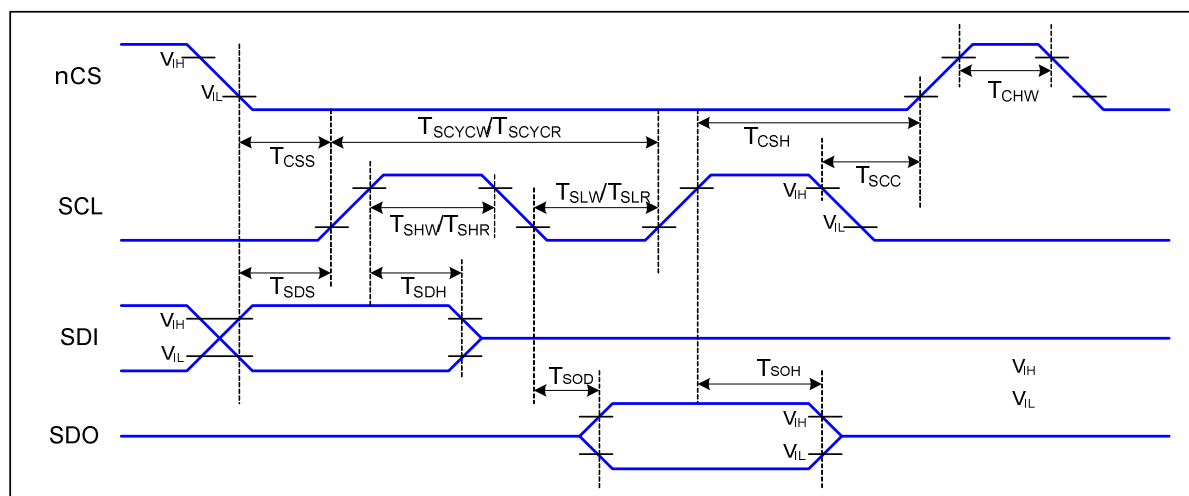 nCS
VIH
VIL
TCHW
TSCYCW/TSCYCR
TCSH
TCSS
TSCC
SCL
TSLW/TSLR
VIH
TSHW/TSHR
VIL
TSDS
TSDH
SDI
VIH
VIL
TSOD
TSOH
VIH
VIL
SDO
VIH
VIL